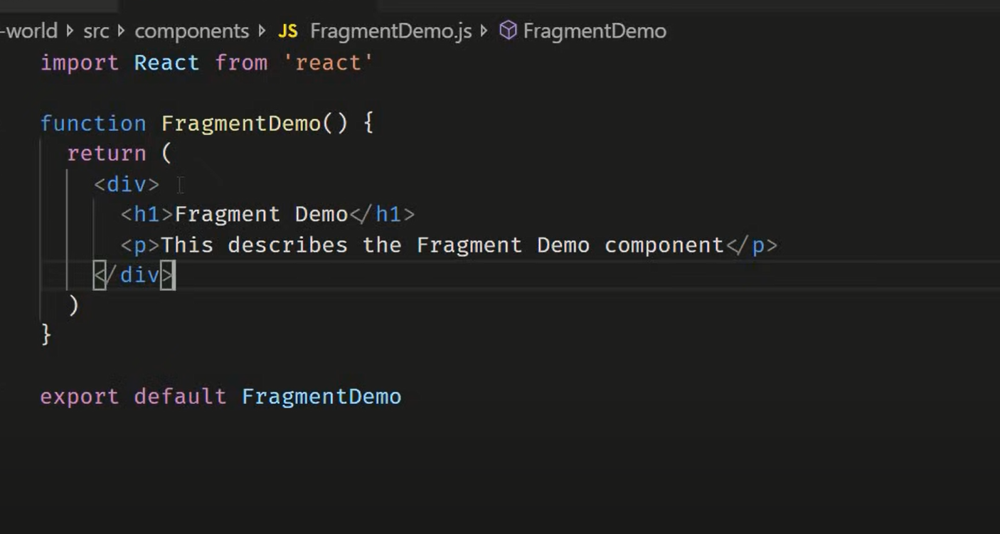 -world src components JS FragmentDemo.js FragmentDemo
import React from 'react'
function FragmentDemo() {
return (
<div>
<h1>Fragment Demo</h1>
<p>This describes the Fragment Demo component</p>
</div>
)
}
export default FragmentDemo